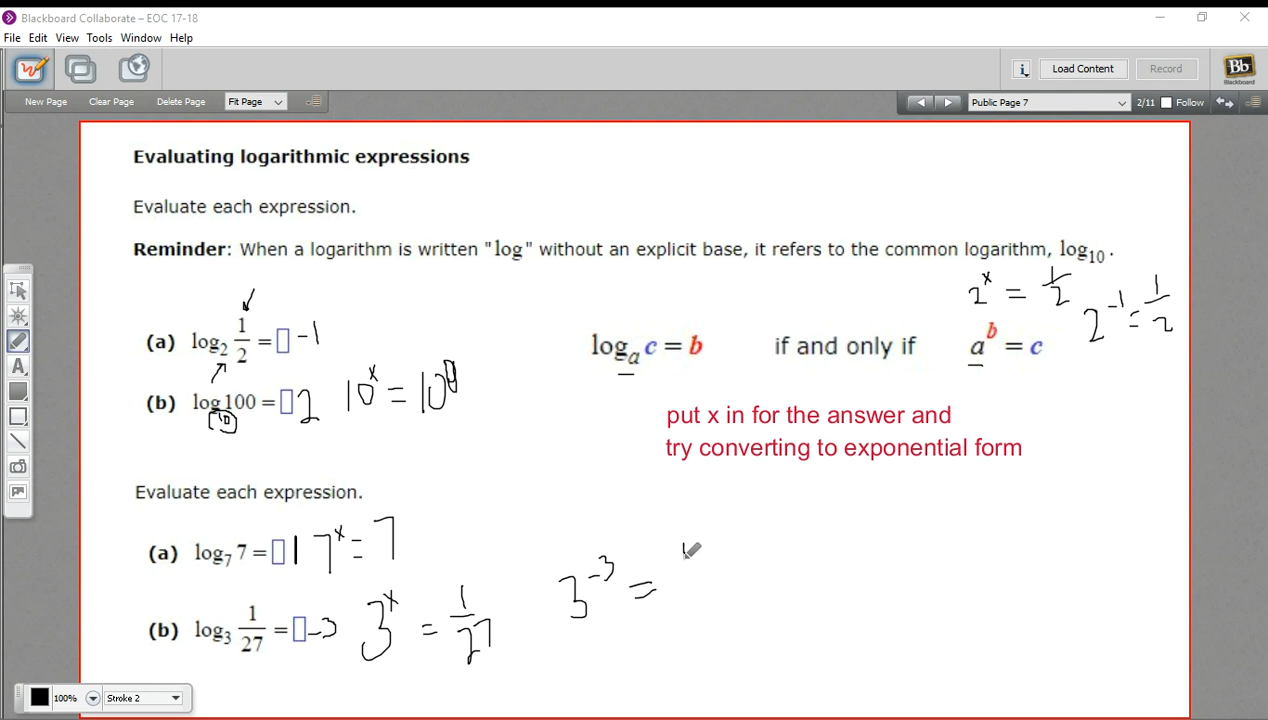 Blackboard Collaborate – EOC 17-18
File Edit View Tools Window Help
Load Content Record
Bb
Blackboard
New Page Clear Page Delete Page Fit Page Public Page 7 2/11 Follow
Evaluating logarithmic expressions
Evaluate each expression.
Reminder: When a logarithm is written "log" without an explicit base, it refers to the common logarithm, log₁₀.
2ˣ = 1/2
2⁻¹ = 1/2
(a) log₂ 1/2 = -1
logₐ c = b if and only if aᵇ = c
(b) log₁₀ 100 = 2 10ˣ = 100
put x in for the answer and
try converting to exponential form
Evaluate each expression.
(a) log₇ 7 = 1 7ˣ = 7
(b) log₃ 1/27 = -3 3ˣ = 1/27 3⁻³ =
100% Stroke 2